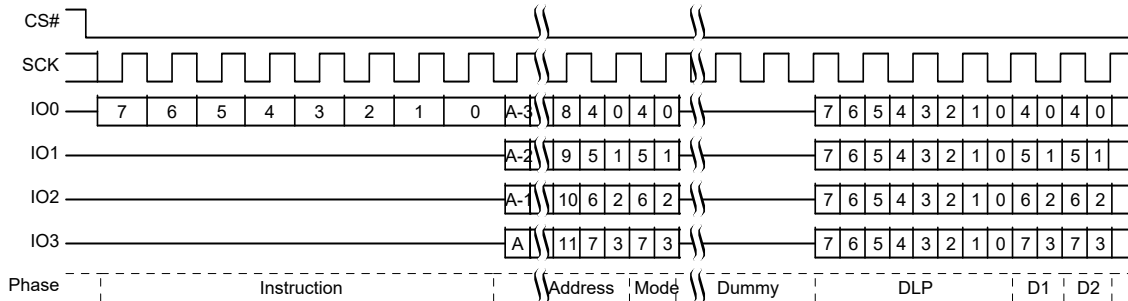 CS#
SCK
IO0 7 6 5 4 3 2 1 0 A-3 8 4 0 4 0 7 6 5 4 3 2 1 0 4 0 4 0
IO1 A-2 9 5 1 5 1 7 6 5 4 3 2 1 0 5 1 5 1
IO2 A-1 10 6 2 6 2 7 6 5 4 3 2 1 0 6 2 6 2
IO3 A 11 7 3 7 3 7 6 5 4 3 2 1 0 7 3 7 3
Phase Instruction Address Mode Dummy DLP D1 D2